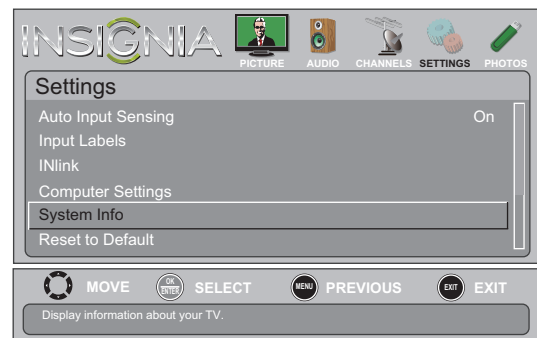 INSIGNIA
PICTURE AUDIO CHANNELS SETTINGS PHOTOS
Settings
Auto Input Sensing On
Input Labels
INlink
Computer Settings
System Info
Reset to Default
MOVE OK ENTER SELECT MENU PREVIOUS EXIT EXIT
Display information about your TV.